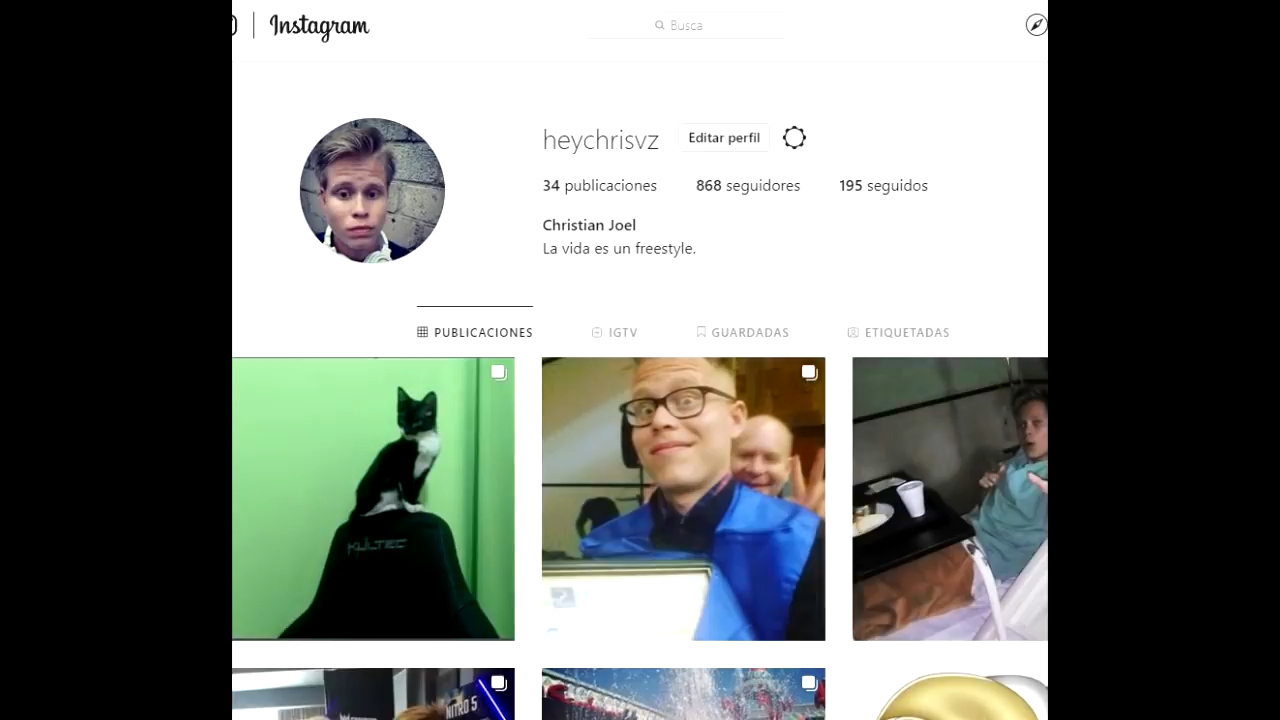 Instagram
Busca
heychrisvz
Editar perfil
34 publicaciones 868 seguidores 195 seguidos
Christian Joel
La vida es un freestyle.
PUBLICACIONES IGTV GUARDADAS ETIQUETADAS
KULTEC
NITRO 5